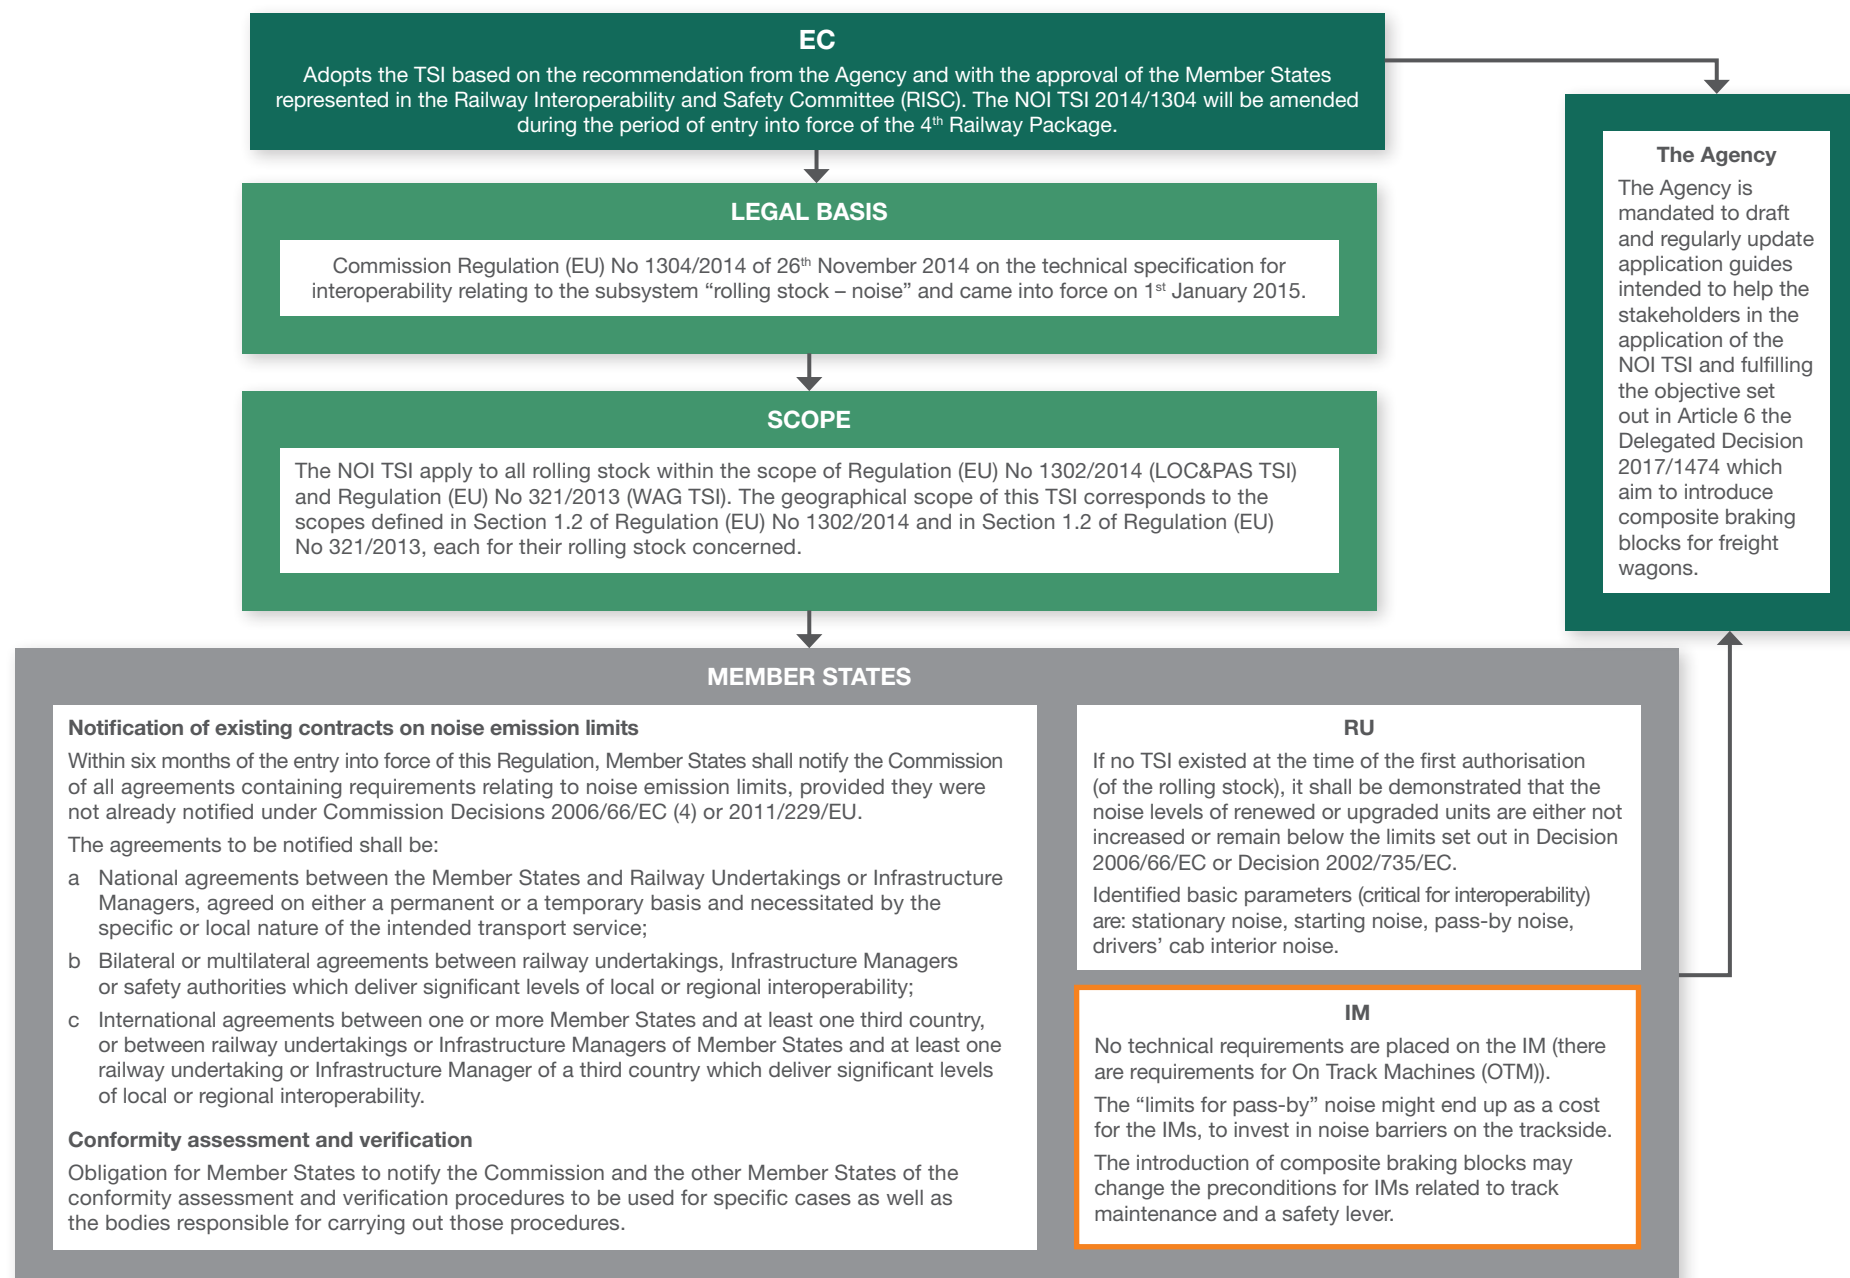 EC
Adopts the TSI based on the recommendation from the Agency and with the approval of the Member States
represented in the Railway Interoperability and Safety Committee (RISC). The NOI TSI 2014/1304 will be amended
during the period of entry into force of the 4th Railway Package.
LEGAL BASIS
Commission Regulation (EU) No 1304/2014 of 26th November 2014 on the technical specification for
interoperability relating to the subsystem “rolling stock – noise” and came into force on 1st January 2015.
SCOPE
The NOI TSI apply to all rolling stock within the scope of Regulation (EU) No 1302/2014 (LOC&PAS TSI)
and Regulation (EU) No 321/2013 (WAG TSI). The geographical scope of this TSI corresponds to the
scopes defined in Section 1.2 of Regulation (EU) No 1302/2014 and in Section 1.2 of Regulation (EU)
No 321/2013, each for their rolling stock concerned.
The Agency
The Agency is
mandated to draft
and regularly update
application guides
intended to help the
stakeholders in the
application of the
NOI TSI and fulfilling
the objective set
out in Article 6 the
Delegated Decision
2017/1474 which
aim to introduce
composite braking
blocks for freight
wagons.
MEMBER STATES
Notification of existing contracts on noise emission limits
Within six months of the entry into force of this Regulation, Member States shall notify the Commission
of all agreements containing requirements relating to noise emission limits, provided they were
not already notified under Commission Decisions 2006/66/EC (4) or 2011/229/EU.
The agreements to be notified shall be:
a National agreements between the Member States and Railway Undertakings or Infrastructure
Managers, agreed on either a permanent or a temporary basis and necessitated by the
specific or local nature of the intended transport service;
b Bilateral or multilateral agreements between railway undertakings, Infrastructure Managers
or safety authorities which deliver significant levels of local or regional interoperability;
c International agreements between one or more Member States and at least one third country,
or between railway undertakings or Infrastructure Managers of Member States and at least one
railway undertaking or Infrastructure Manager of a third country which deliver significant levels
of local or regional interoperability.
Conformity assessment and verification
Obligation for Member States to notify the Commission and the other Member States of the
conformity assessment and verification procedures to be used for specific cases as well as
the bodies responsible for carrying out those procedures.
RU
If no TSI existed at the time of the first authorisation
(of the rolling stock), it shall be demonstrated that the
noise levels of renewed or upgraded units are either not
increased or remain below the limits set out in Decision
2006/66/EC or Decision 2002/735/EC.
Identified basic parameters (critical for interoperability)
are: stationary noise, starting noise, pass-by noise,
drivers’ cab interior noise.
IM
No technical requirements are placed on the IM (there
are requirements for On Track Machines (OTM)).
The “limits for pass-by” noise might end up as a cost
for the IMs, to invest in noise barriers on the trackside.
The introduction of composite braking blocks may
change the preconditions for IMs related to track
maintenance and a safety lever.